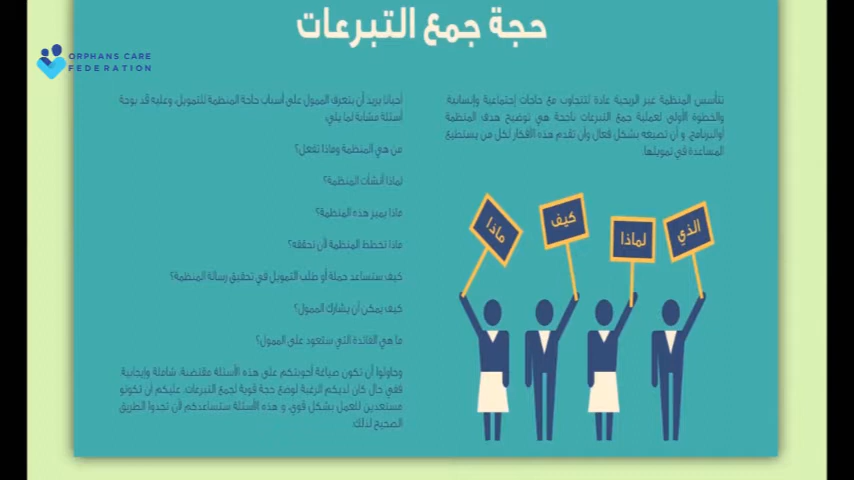 حجة جمع التبرعات
ORPHANS CARE
FEDERATION
تتأسس المنظمة غير الربحية عادة لتتجاوب مع حاجات إجتماعية وإنسانية
والخطوة الأولى لعملية جمع التبرعات ناجحة هي توضيح هدف المنظمة
أوالبرنامج، و أن تصيغه بشكل فعال وأن تقدم هذه الأفكار لكل من يستطيع
المساعدة في تمويلها.
الذي
لماذا
كيف
ماذا
أحيانا يريد أن يتعرف الممول على أسباب حاجة المنظمة للتمويل، وعليه قد يوجه
أسئلة مشابة لما يلي:
من هي المنظمة وماذا تفعل؟
لماذا أنشأت المنظمة؟
ماذا يميز هذه المنظمة؟
ماذا تخطط المنظمة لأن تحققه؟
كيف ستساعد حملة أو طلب التمويل في تحقيق رسالة المنظمة؟
كيف يمكن أن يشارك الممول؟
ما هي الفائدة التي ستعود على الممول؟
وحاولوا أن تكون صياغة أجوبتكم على هذه الأسئلة مقتضبة، شاملة وإيجابية.
ففي حال كان لديكم الرغبة لوضع حجة قوية لجمع التبرعات، عليكم أن تكونو
مستعدين للعمل بشكل قوي، و هذه الأسئلة ستساعدكم لأن تجدوا الطريق
الصحيح لذلك.